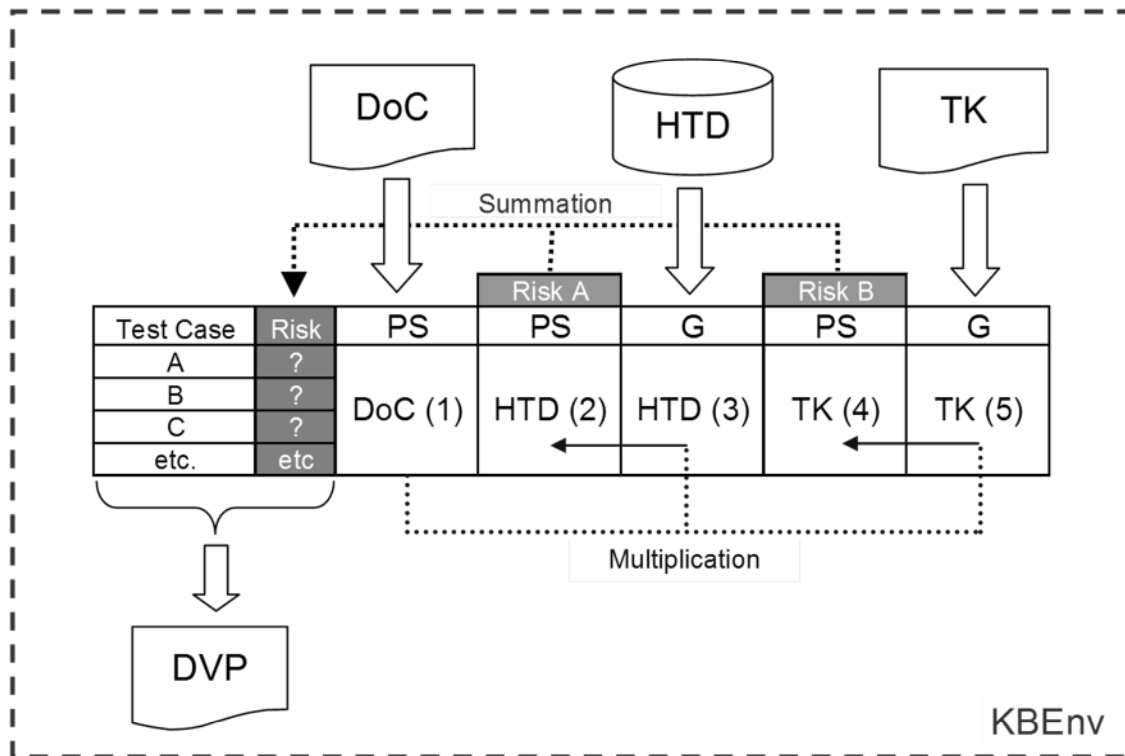 DoC
HTD
TK
Summation
Risk A
Risk B
Test Case Risk PS PS G PS G
A ?
B ?
C ?
etc. etc
DoC (1) HTD (2) HTD (3) TK (4) TK (5)
Multiplication
DVP
KBEnv